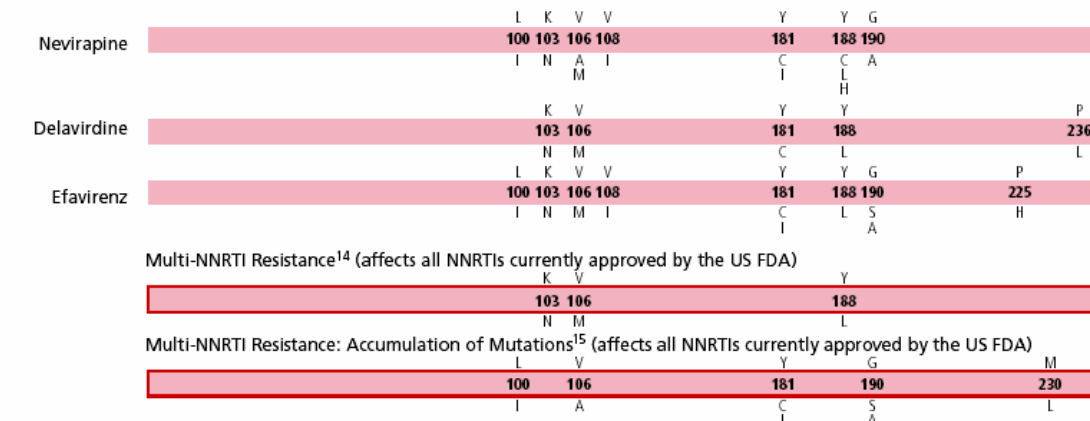 L K V V Y Y G
Nevirapine 100 103 106 108 181 188 190
I N A I C C A
M I L
H
K V Y Y P
Delavirdine 103 106 181 188 236
N M C L L
L K V V Y Y G P
Efavirenz 100 103 106 108 181 188 190 225
I N M I C L S H
I A
Multi-NNRTI Resistance14 (affects all NNRTIs currently approved by the US FDA)
K V Y
103 106 188
N M L
Multi-NNRTI Resistance: Accumulation of Mutations15 (affects all NNRTIs currently approved by the US FDA)
L V Y G M
100 106 181 190 230
I A C S L
I A